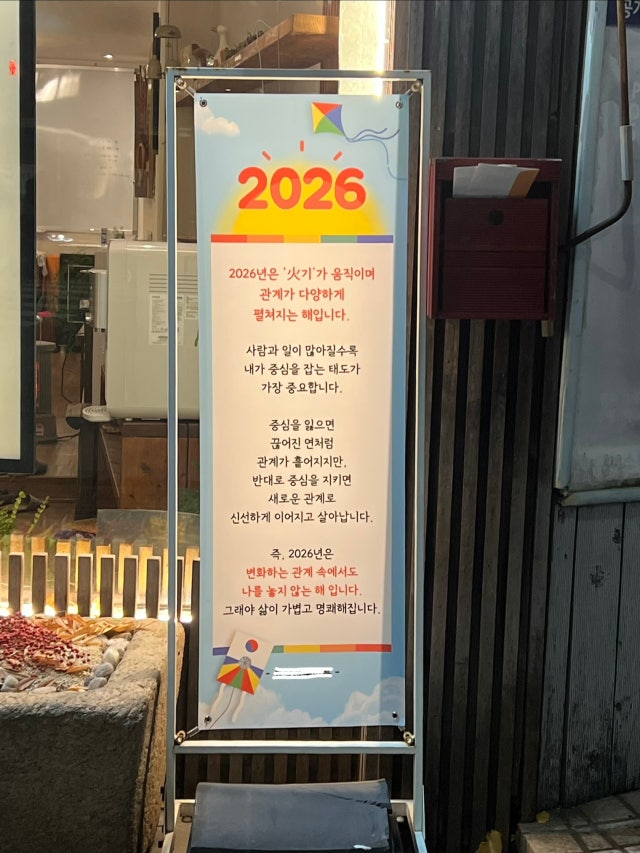 2026
2026년은 '火기'가 움직이며
관계가 다양하게
펼쳐지는 해입니다.
사람과 일이 많아질수록
내가 중심을 잡는 태도가
가장 중요합니다.
중심을 잃으면
끊어진 연처럼
관계가 흩어지지만,
반대로 중심을 지키면
새로운 관계로
신선하게 이어지고 살아납니다.
즉, 2026년은
변화하는 관계 속에서도
나를 놓지 않는 해 입니다.
그래야 삶이 가볍고 명쾌해집니다.